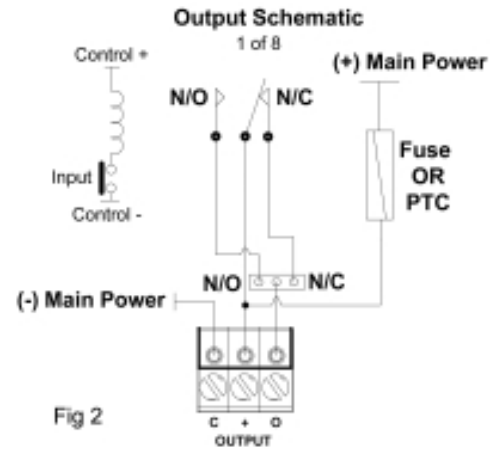 Output Schematic
1 of 8
Control +
(+) Main Power
N/O
N/C
Input
Fuse
OR
PTC
Control -
N/O
N/C
(-) Main Power
Fig 2
C + O
OUTPUT